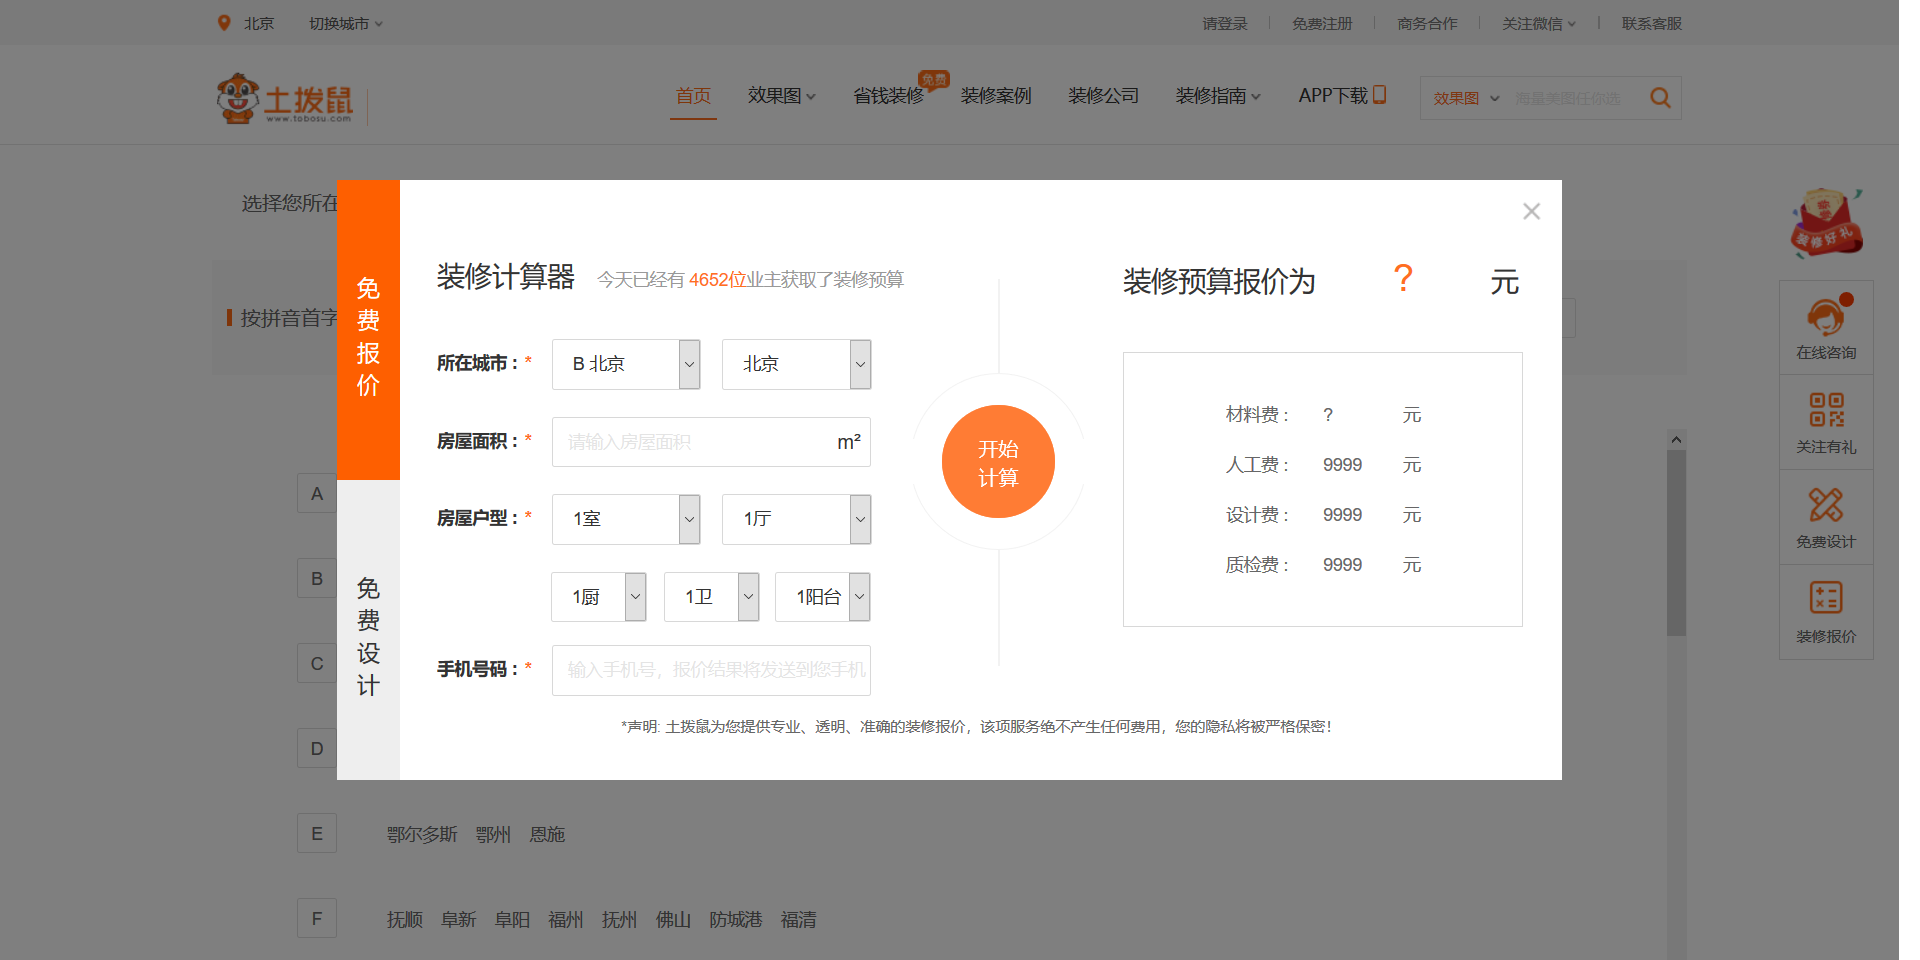 北京 切换城市 请登录 免费注册 商务合作 关注微信 联系客服
土拨鼠
www.tobosu.com
首页 效果图 省钱装修 免费 装修案例 装修公司 装修指南 APP下载 效果图 海量美图任你选
选择您所在
按拼音首字
免费报价
免费设计
装修计算器 今天已经有 4652位业主获取了装修预算
所在城市：* B 北京 北京
房屋面积：* 请输入房屋面积 m²
房屋户型：* 1室 1厅
1厨 1卫 1阳台
手机号码：* 输入手机号，报价结果将发送到您手机
开始
计算
装修预算报价为 ? 元
材料费： ? 元
人工费： 9999 元
设计费： 9999 元
质检费： 9999 元
*声明: 土拨鼠为您提供专业、透明、准确的装修报价，该项服务绝不产生任何费用，您的隐私将被严格保密！
A
B
C
D
E 鄂尔多斯 鄂州 恩施
F 抚顺 阜新 阜阳 福州 抚州 佛山 防城港 福清
装修好礼
在线咨询
关注有礼
免费设计
装修报价